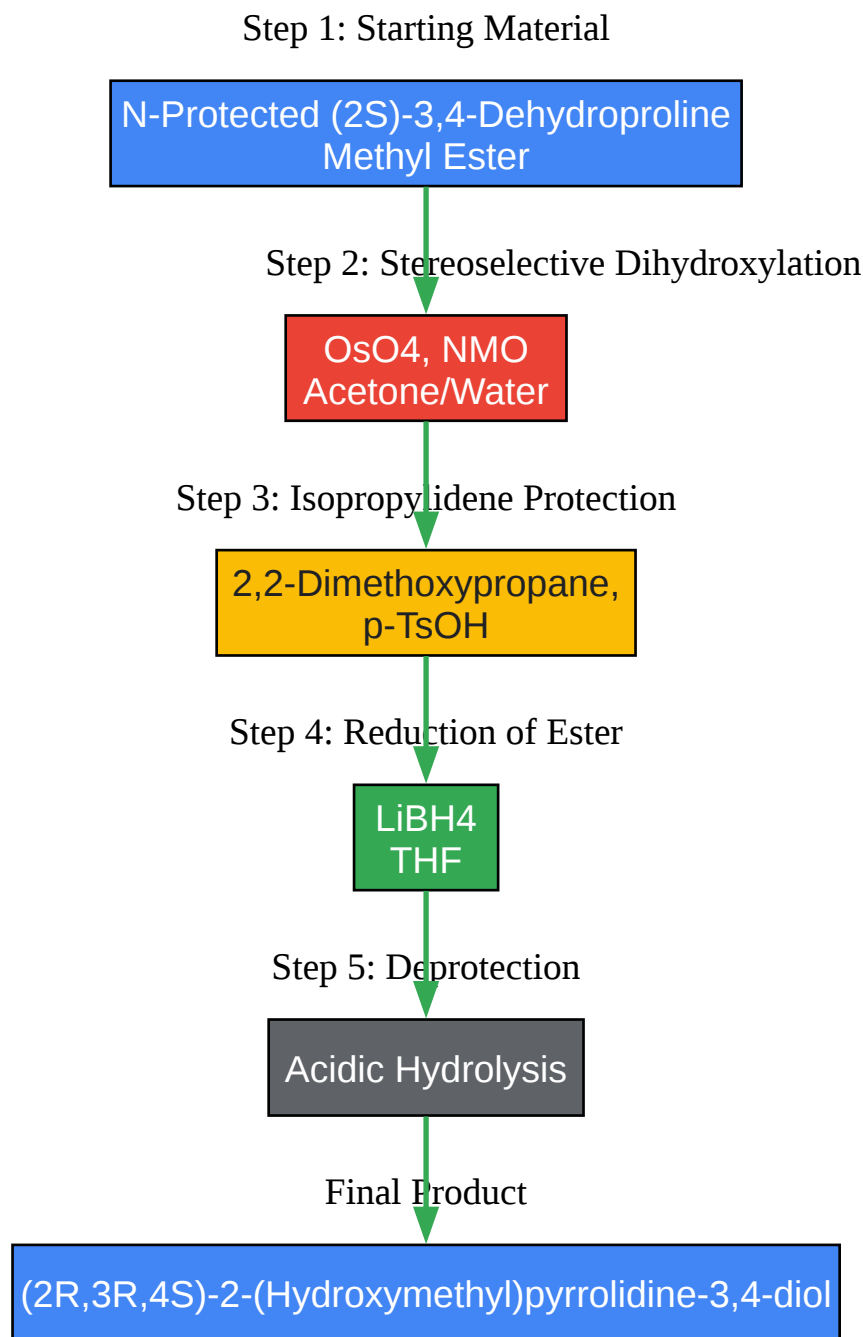 Step 1: Starting Material
N-Protected (2S)-3,4-Dehydroproline
Methyl Ester
Step 2: Stereoselective Dihydroxylation
OsO4, NMO
Acetone/Water
Step 3: Isopropylidene Protection
2,2-Dimethoxypropane,
p-TsOH
Step 4: Reduction of Ester
LiBH4
THF
Step 5: Deprotection
Acidic Hydrolysis
Final Product
(2R,3R,4S)-2-(Hydroxymethyl)pyrrolidine-3,4-diol